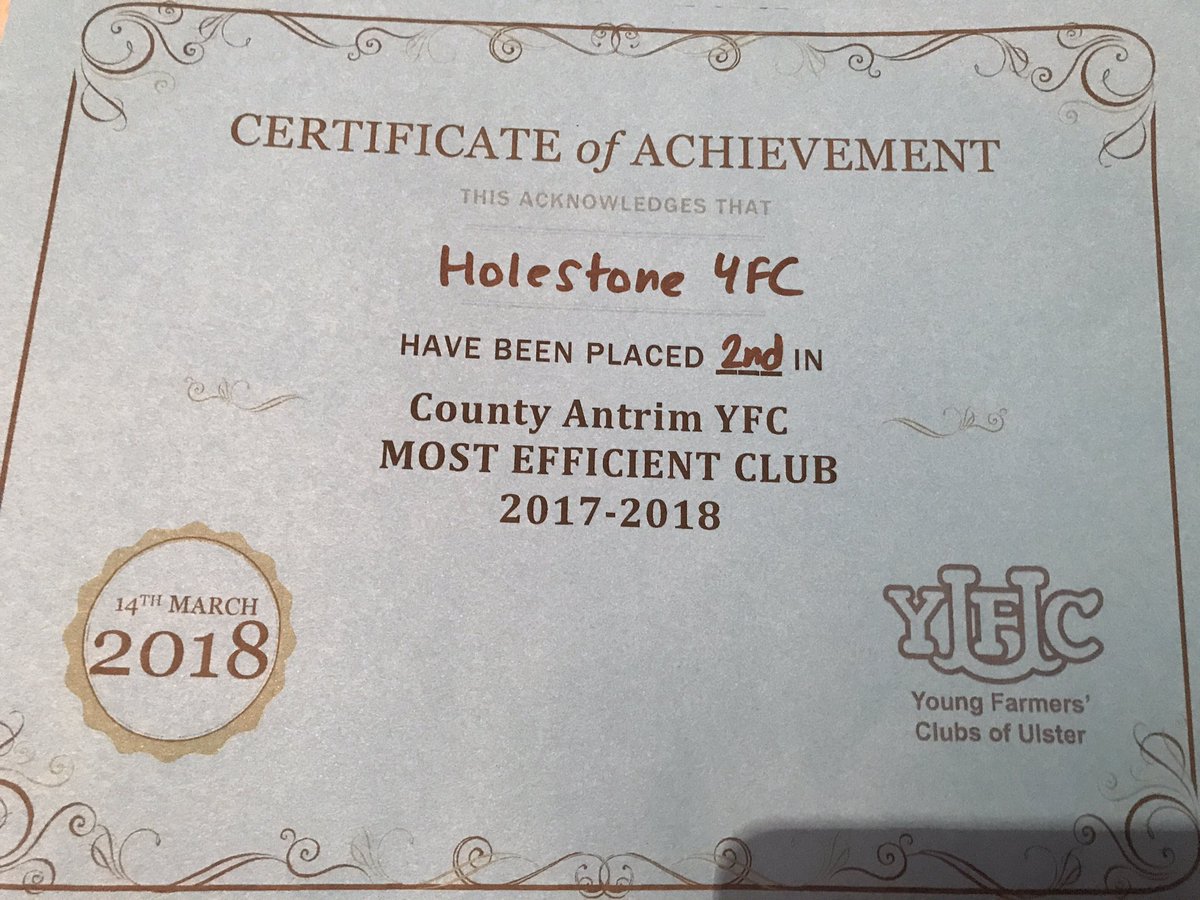 CERTIFICATE of ACHIEVEMENT
THIS ACKNOWLEDGES THAT
Holestone YFC
HAVE BEEN PLACED 2nd IN
County Antrim YFC
MOST EFFICIENT CLUB
2017-2018
14TH MARCH
2018
YFCU
Young Farmers'
Clubs of Ulster